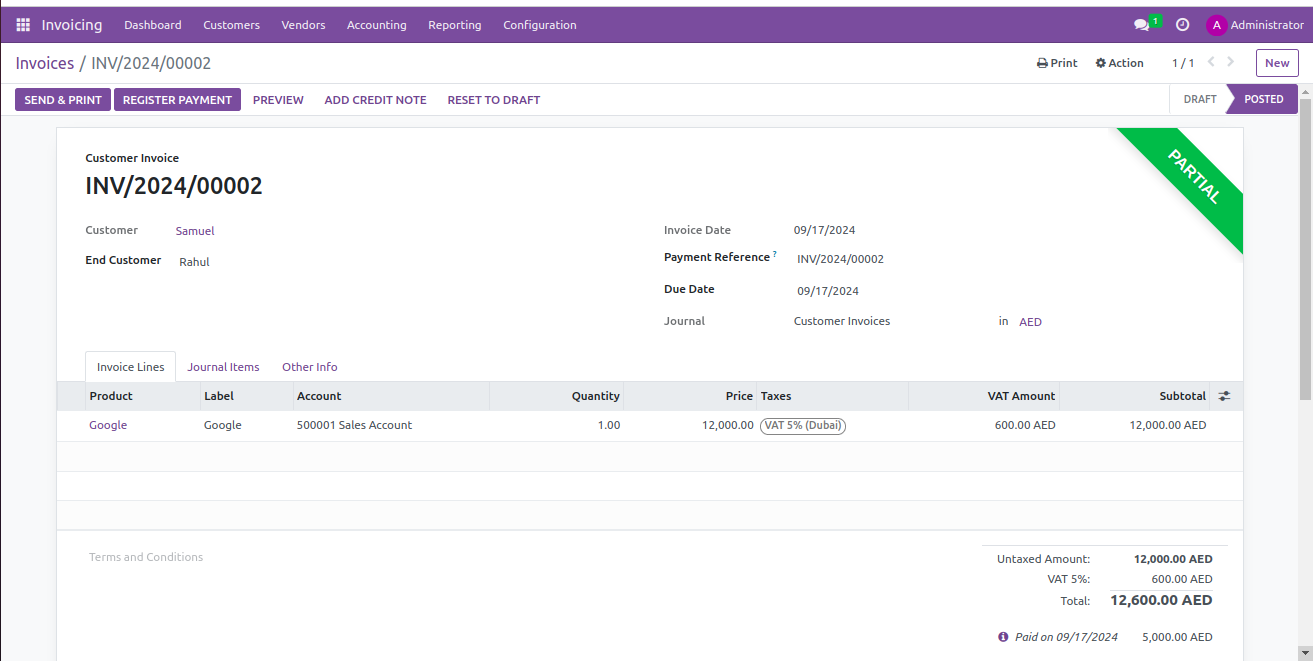 Invoicing Dashboard Customers Vendors Accounting Reporting Configuration 1 A Administrator
Invoices / INV/2024/00002 Print Action 1 / 1 New
SEND & PRINT REGISTER PAYMENT PREVIEW ADD CREDIT NOTE RESET TO DRAFT DRAFT POSTED
PARTIAL
Customer Invoice
INV/2024/00002
Customer Samuel Invoice Date 09/17/2024
End Customer Rahul Payment Reference ? INV/2024/00002
Due Date 09/17/2024
Journal Customer Invoices in AED
Invoice Lines Journal Items Other Info
Product Label Account Quantity Price Taxes VAT Amount Subtotal
Google Google 500001 Sales Account 1.00 12,000.00 VAT 5% (Dubai) 600.00 AED 12,000.00 AED
Terms and Conditions Untaxed Amount: 12,000.00 AED
VAT 5%: 600.00 AED
Total: 12,600.00 AED
Paid on 09/17/2024 5,000.00 AED